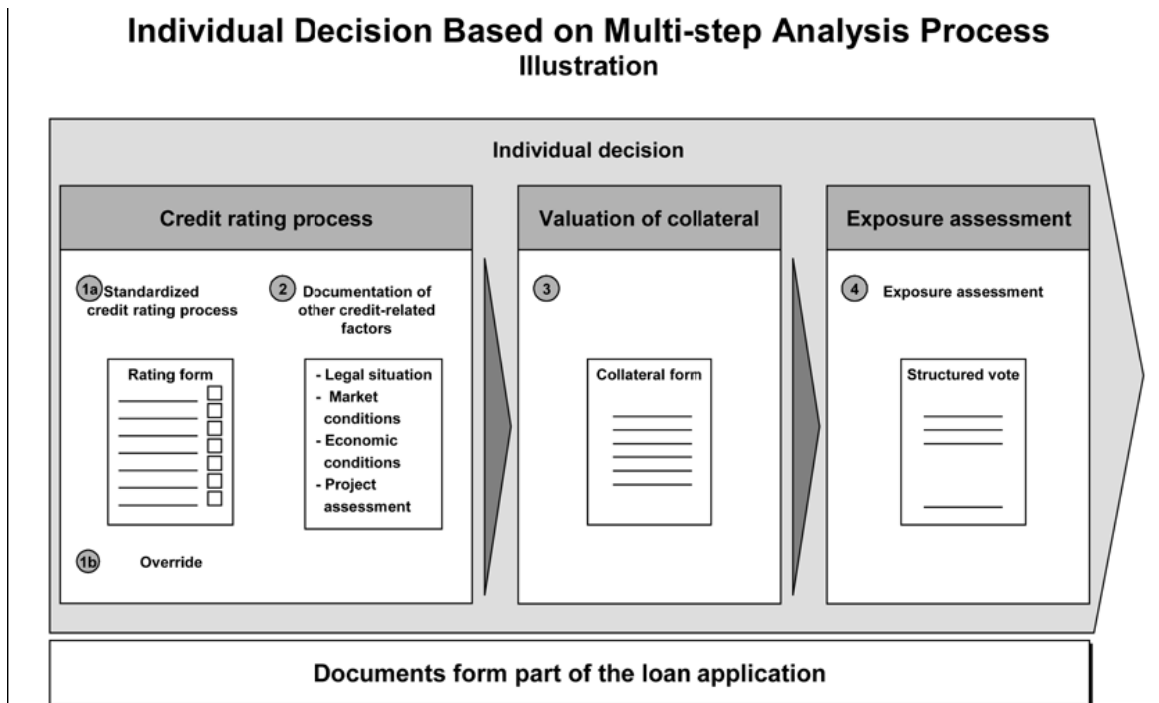 Individual Decision Based on Multi-step Analysis Process
Illustration
Individual decision
Credit rating process
1a Standardized
credit rating process
Rating form
1b Override
2 Documentation of
other credit-related
factors
- Legal situation
- Market
conditions
- Economic
conditions
- Project
assessment
Valuation of collateral
3
Collateral form
Exposure assessment
4 Exposure assessment
Structured vote
Documents form part of the loan application